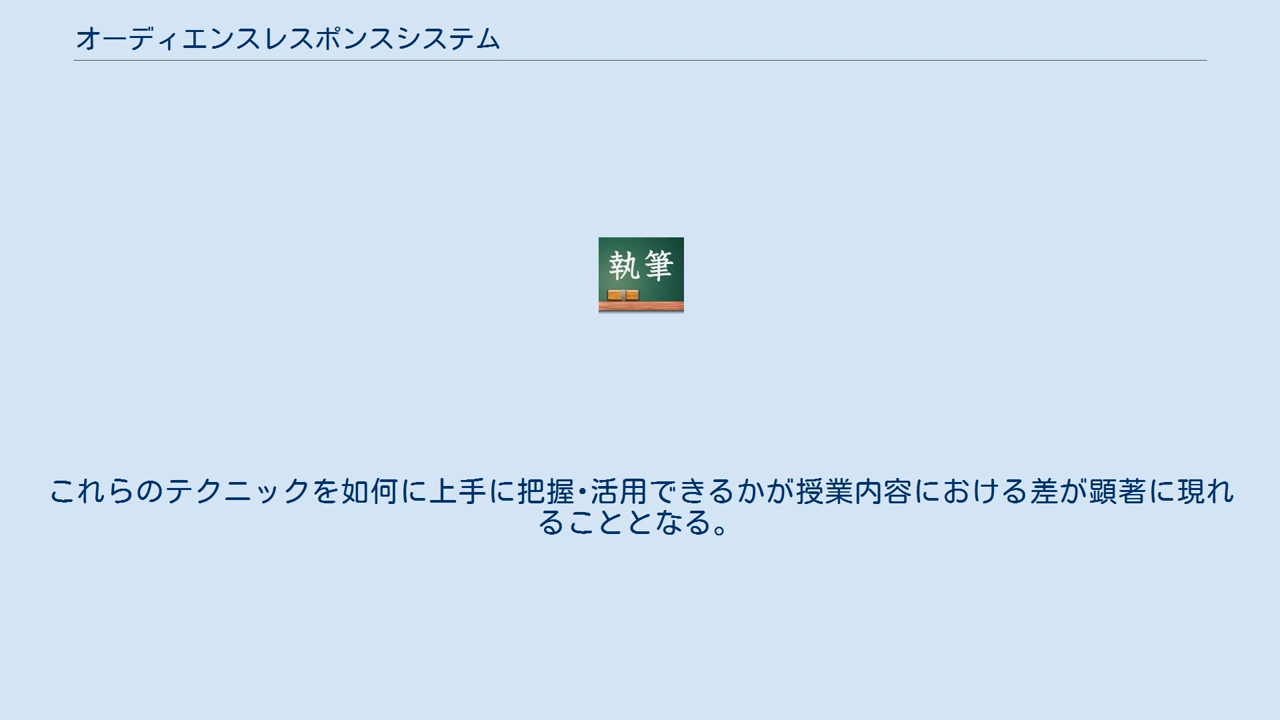 オーディエンスレスポンスシステム
執筆
これらのテクニックを如何に上手に把握・活用できるかが授業内容における差が顕著に現れ
ることとなる。